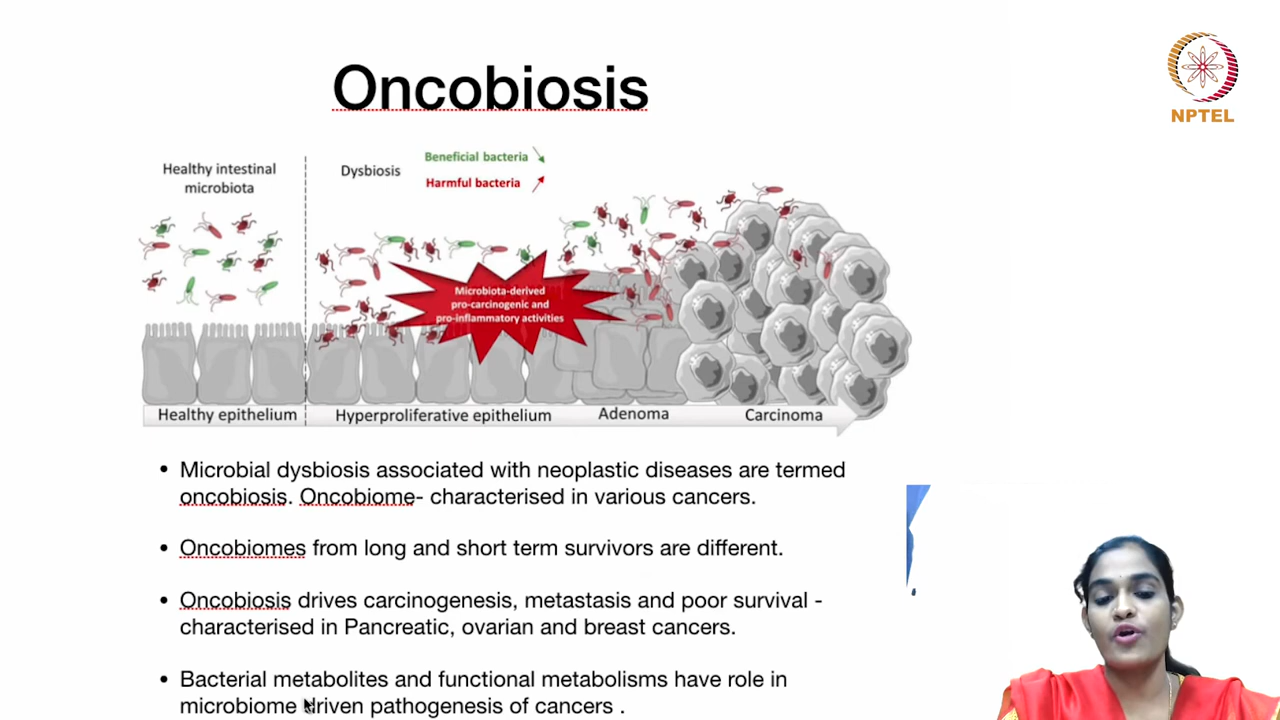 Oncobiosis
NPTEL
Healthy intestinal
microbiota
Dysbiosis
Beneficial bacteria
Harmful bacteria
Microbiota-derived
pro-carcinogenic and
pro-inflammatory activities
Healthy epithelium
Hyperproliferative epithelium
Adenoma
Carcinoma
• Microbial dysbiosis associated with neoplastic diseases are termed
oncobiosis. Oncobiome- characterised in various cancers.
• Oncobiomes from long and short term survivors are different.
• Oncobiosis drives carcinogenesis, metastasis and poor survival -
characterised in Pancreatic, ovarian and breast cancers.
• Bacterial metabolites and functional metabolisms have role in
microbiome driven pathogenesis of cancers .